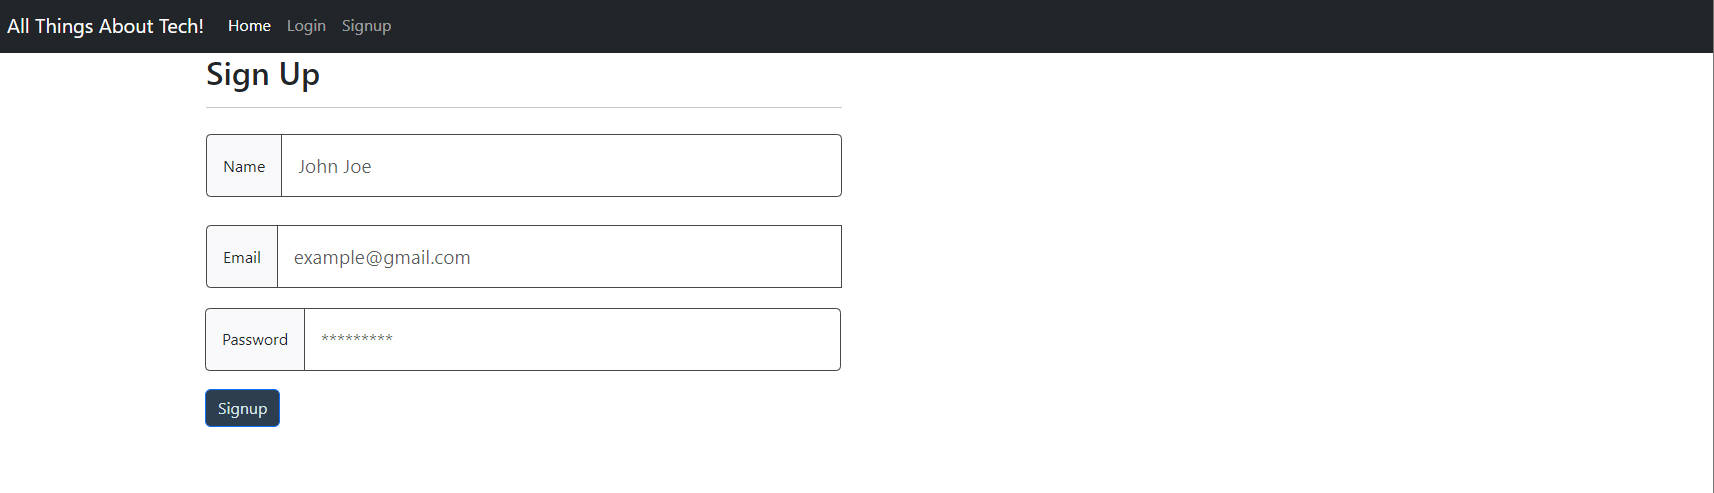 All Things About Tech! Home Login Signup
Sign Up
Name John Joe
Email example@gmail.com
Password *********
Signup